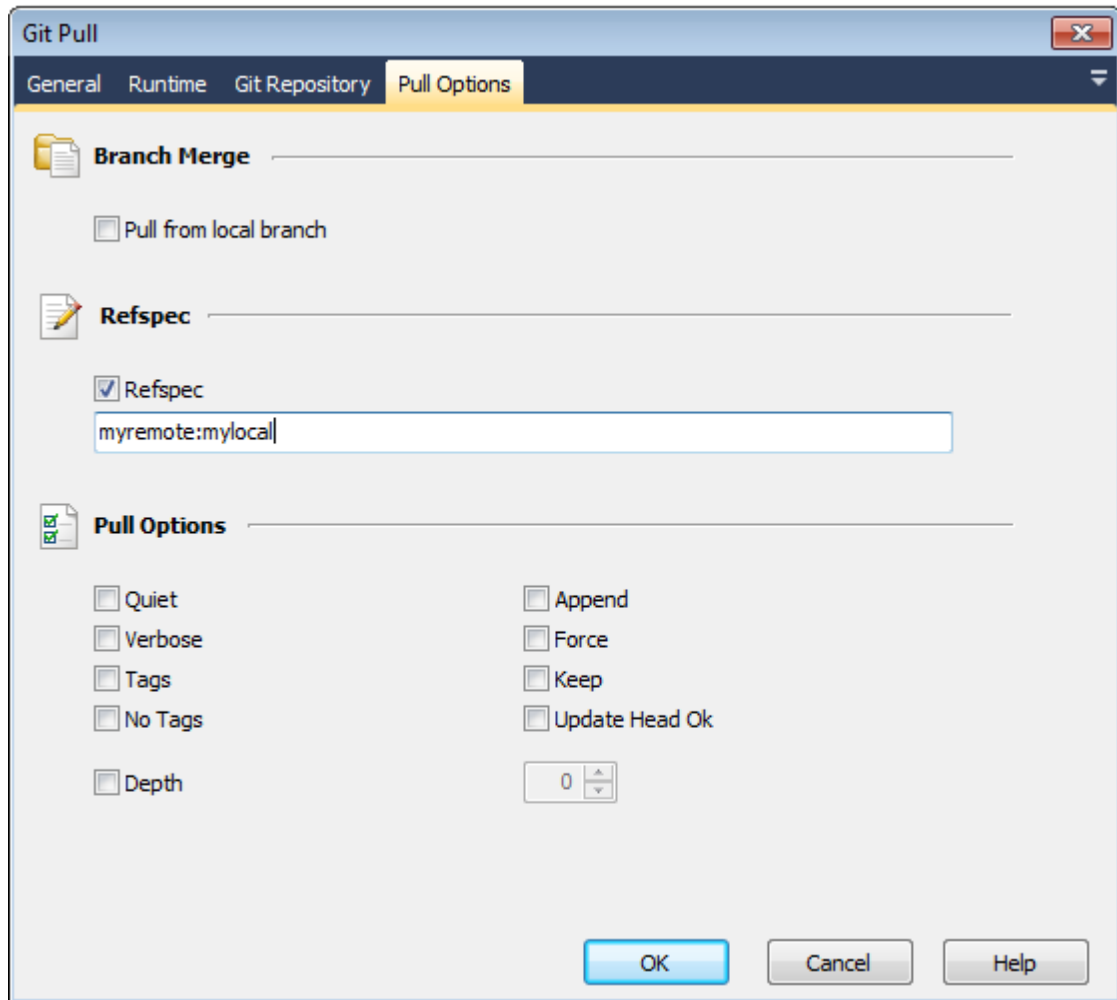 Git Pull
General Runtime Git Repository Pull Options
Branch Merge
Pull from local branch
Refspec
Refspec
myremote:mylocal
Pull Options
Quiet Append
Verbose Force
Tags Keep
No Tags Update Head Ok
Depth 0
OK Cancel Help